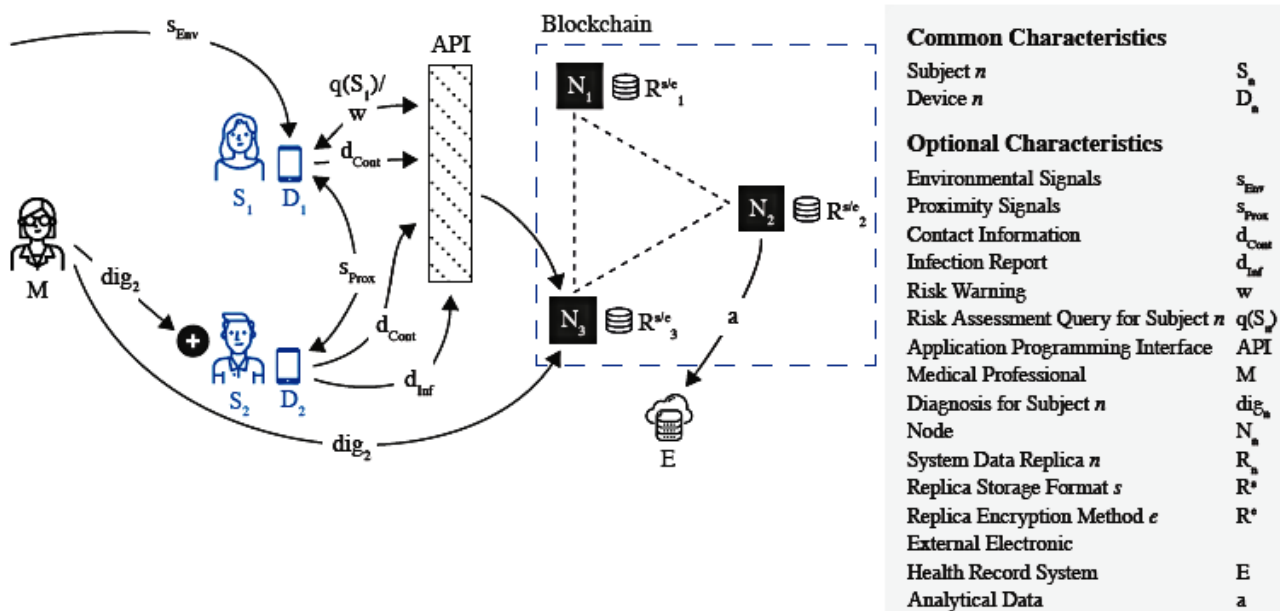 s_Env
Blockchain
API
q(S_1)/
w
N_1 R^s/e_1
d_Cont
S_1 D_1
N_2 R^s/e_2
M
dig_2
s_Prox
N_3 R^s/e_3
a
d_Cont
S_2 D_2
d_Inf
dig_2
E
Common Characteristics
Subject n S_n
Device n D_n
Optional Characteristics
Environmental Signals s_Env
Proximity Signals s_Prox
Contact Information d_Cont
Infection Report d_Inf
Risk Warning w
Risk Assessment Query for Subject n q(S_n)
Application Programming Interface API
Medical Professional M
Diagnosis for Subject n dig_n
Node N_n
System Data Replica n R_n
Replica Storage Format s R^s
Replica Encryption Method e R^e
External Electronic
Health Record System E
Analytical Data a